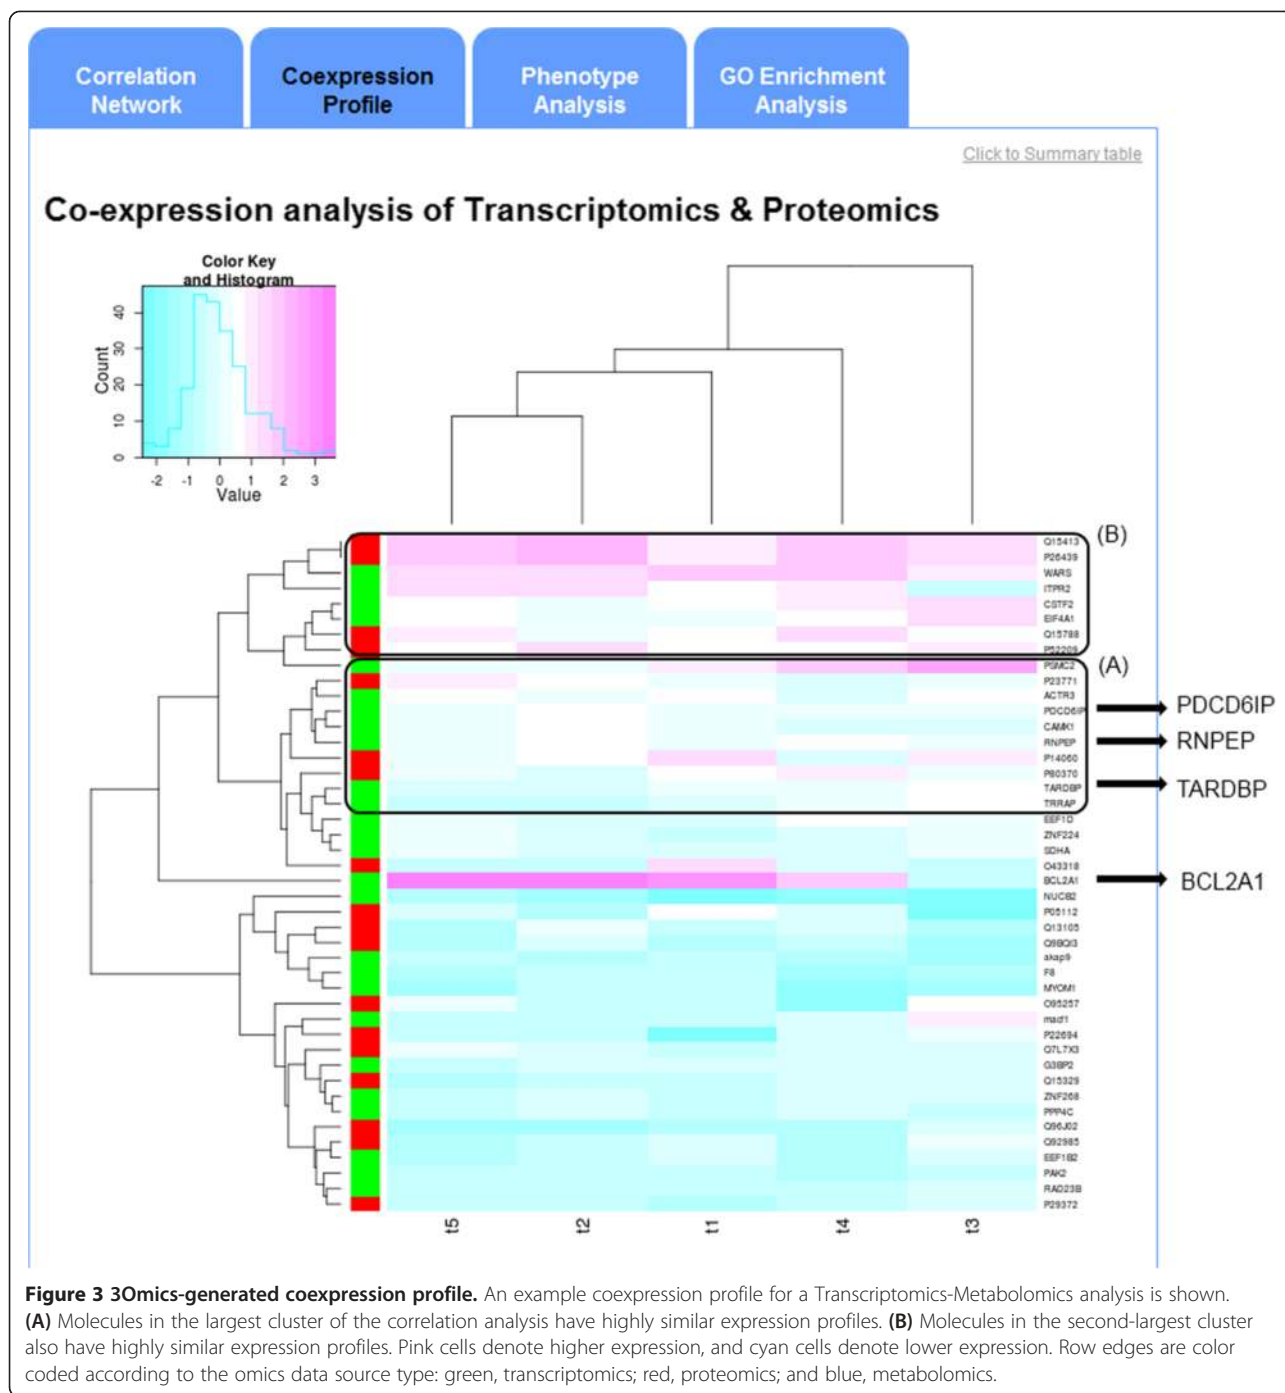 Correlation
Network
Coexpression
Profile
Phenotype
Analysis
GO Enrichment
Analysis
Click to Summary table
Co-expression analysis of Transcriptomics & Proteomics
Color Key
and Histogram
Count
0 10 20 30 40
-2 -1 0 1 2 3
Value
(B)
Q15413
P26439
WARS
ITPR2
CSTF2
EIF4A1
Q15788
P52209
(A)
PSMC2
P23771
ACTR3
PDCD6IP
PDCD6IP
CAMK1
RNPEP
RNPEP
P14060
P80370
TARDBP
TARDBP
TRRAP
EEF1D
ZNF224
SDHA
O43318
BCL2A1
BCL2A1
NUCB2
P05112
Q13105
Q9BQI3
akap9
F8
MYOM1
O95257
mad1
P22694
Q7L7X3
G3BP2
Q15329
ZNF268
PPP4C
Q96J02
Q92985
EEF1B2
PAK2
RAD23B
P29372
t5 t2 t1 t4 t3
Figure 3 3Omics-generated coexpression profile. An example coexpression profile for a Transcriptomics-Metabolomics analysis is shown.
(A) Molecules in the largest cluster of the correlation analysis have highly similar expression profiles. (B) Molecules in the second-largest cluster
also have highly similar expression profiles. Pink cells denote higher expression, and cyan cells denote lower expression. Row edges are color
coded according to the omics data source type: green, transcriptomics; red, proteomics; and blue, metabolomics.